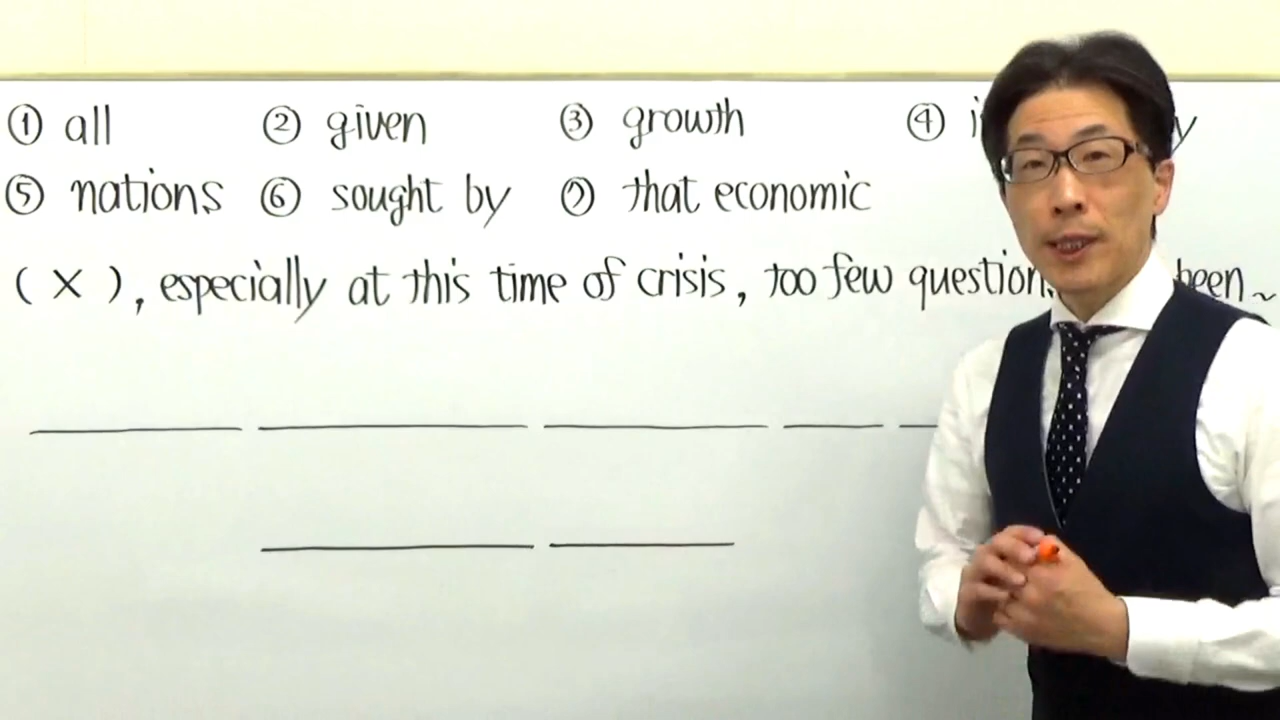 ① all ② given ③ growth ④
⑤ nations ⑥ sought by ⑦ that economic
( X ), especially at this time of crisis, too few been~